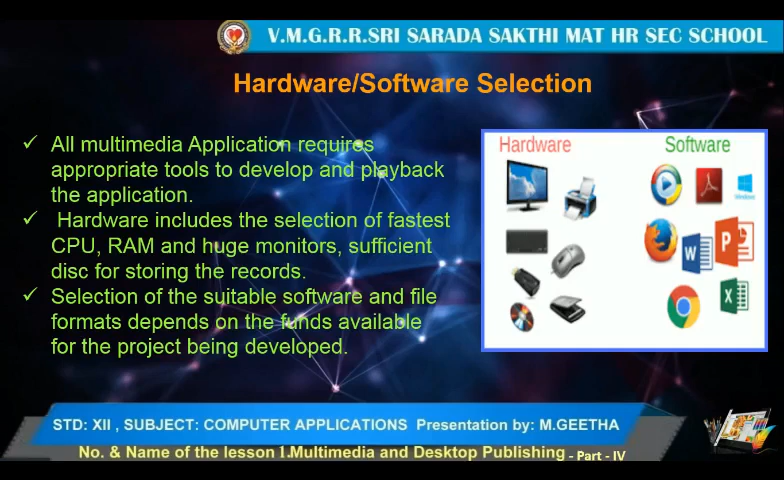 V.M.G.R.R.SRI SARADA SAKTHI MAT HR SEC SCHOOL
Hardware/Software Selection
✓ All multimedia Application requires
appropriate tools to develop and playback
the application.
✓ Hardware includes the selection of fastest
CPU, RAM and huge monitors, sufficient
disc for storing the records.
✓ Selection of the suitable software and file
formats depends on the funds available
for the project being developed.
Hardware
Software
Windows
STD: XII , SUBJECT: COMPUTER APPLICATIONS Presentation by: M.GEETHA
No. & Name of the lesson 1.Multimedia and Desktop Publishing - Part - IV